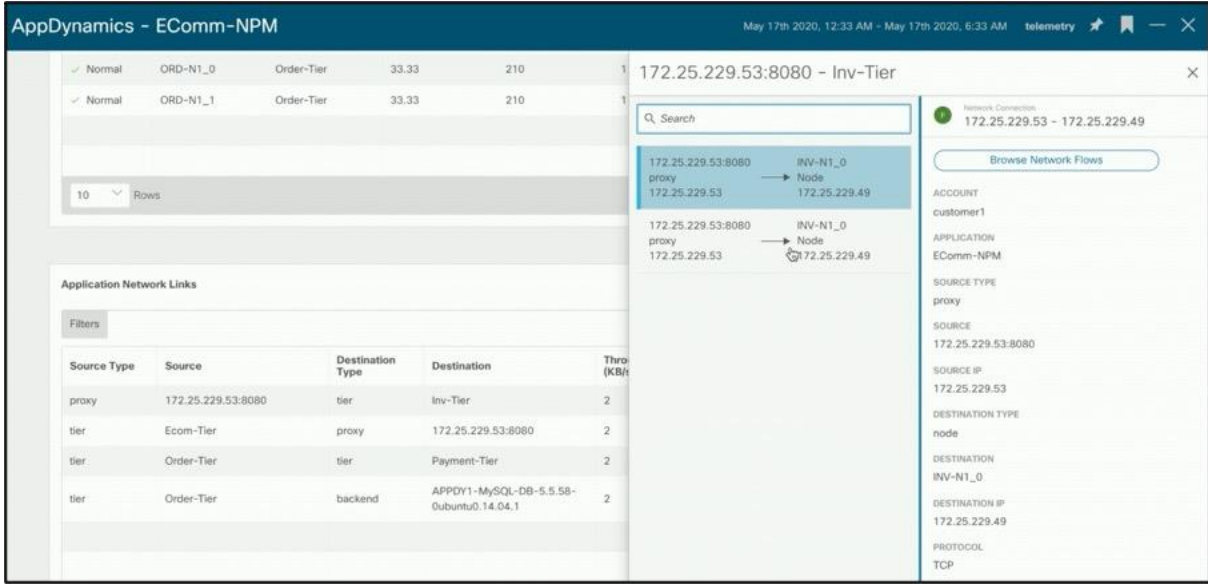 AppDynamics - EComm-NPM
May 17th 2020, 12:33 AM - May 17th 2020, 6:33 AM telemetry
Normal ORD-N1_0 Order-Tier 33.33 210 1
Normal ORD-N1_1 Order-Tier 33.33 210 1
10 Rows
Application Network Links
Filters
Source Type Source Destination Type Destination Thro (KB/s
proxy 172.25.229.53:8080 tier Inv-Tier 2
tier Ecom-Tier proxy 172.25.229.53:8080 2
tier Order-Tier tier Payment-Tier 2
tier Order-Tier backend APPDY1-MySQL-DB-5.5.58- 2
0ubuntu0.14.04.1
172.25.229.53:8080 - Inv-Tier
Search
172.25.229.53:8080 INV-N1_0
proxy Node
172.25.229.53 172.25.229.49
172.25.229.53:8080 INV-N1_0
proxy Node
172.25.229.53 172.25.229.49
Network Connection
172.25.229.53 - 172.25.229.49
Browse Network Flows
ACCOUNT
customer1
APPLICATION
EComm-NPM
SOURCE TYPE
proxy
SOURCE
172.25.229.53:8080
SOURCE IP
172.25.229.53
DESTINATION TYPE
node
DESTINATION
INV-N1_0
DESTINATION IP
172.25.229.49
PROTOCOL
TCP